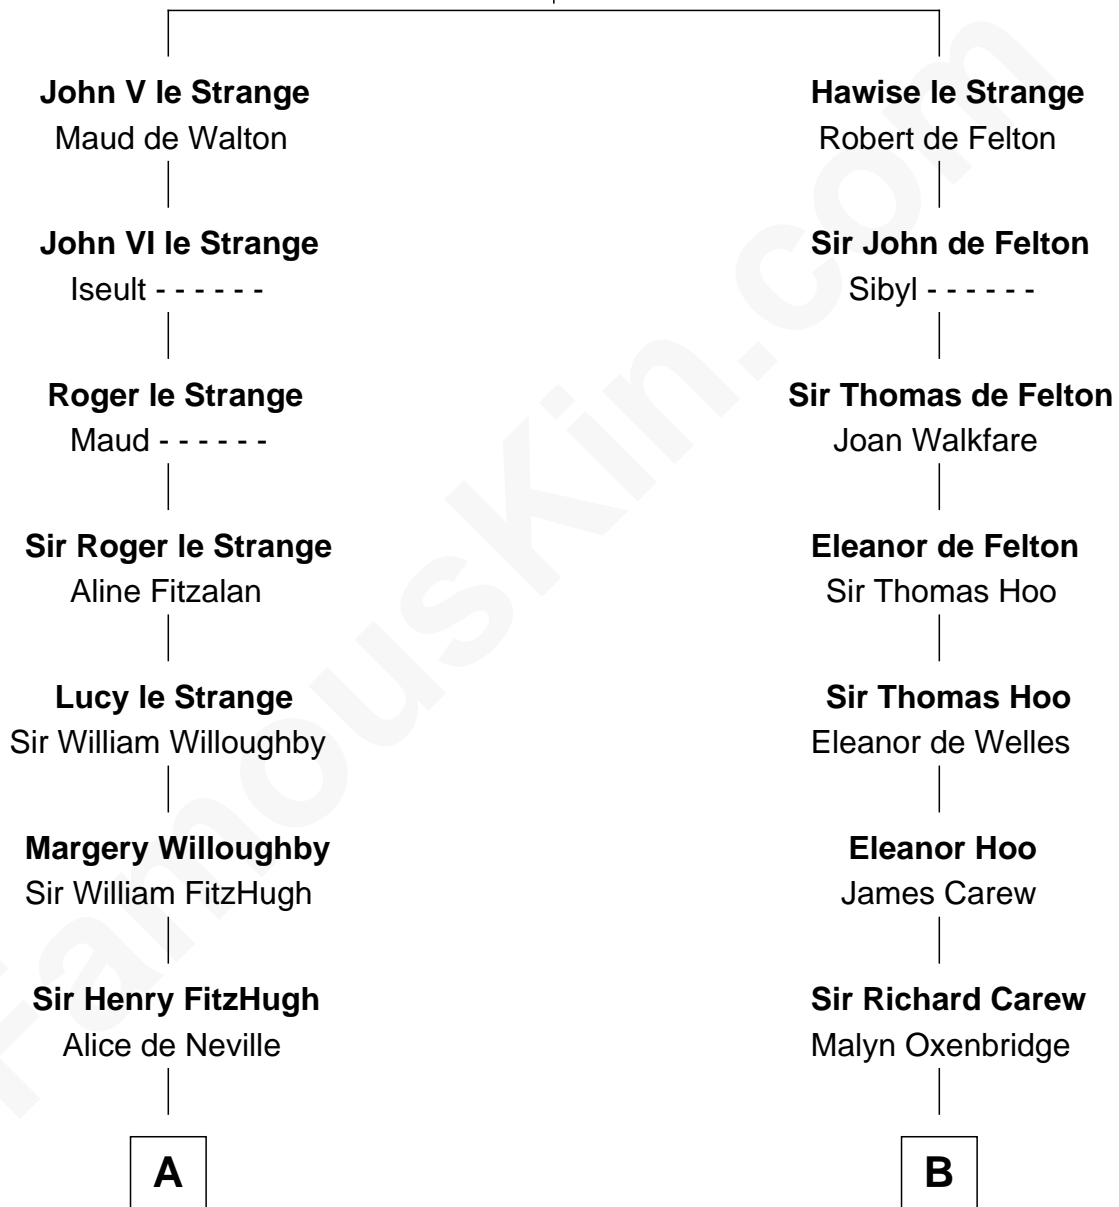 John V le Strange
Maud de Walton
John VI le Strange
Iseult - - - - - -
Roger le Strange
Maud - - - - - -
Sir Roger le Strange
Aline Fitzalan
Lucy le Strange
Sir William Willoughby
Margery Willoughby
Sir William FitzHugh
Sir Henry FitzHugh
Alice de Neville
A
Hawise le Strange
Robert de Felton
Sir John de Felton
Sibyl - - - - - -
Sir Thomas de Felton
Joan Walkfare
Eleanor de Felton
Sir Thomas Hoo
Sir Thomas Hoo
Eleanor de Welles
Eleanor Hoo
James Carew
Sir Richard Carew
Malyn Oxenbridge
B
FamousKin.com